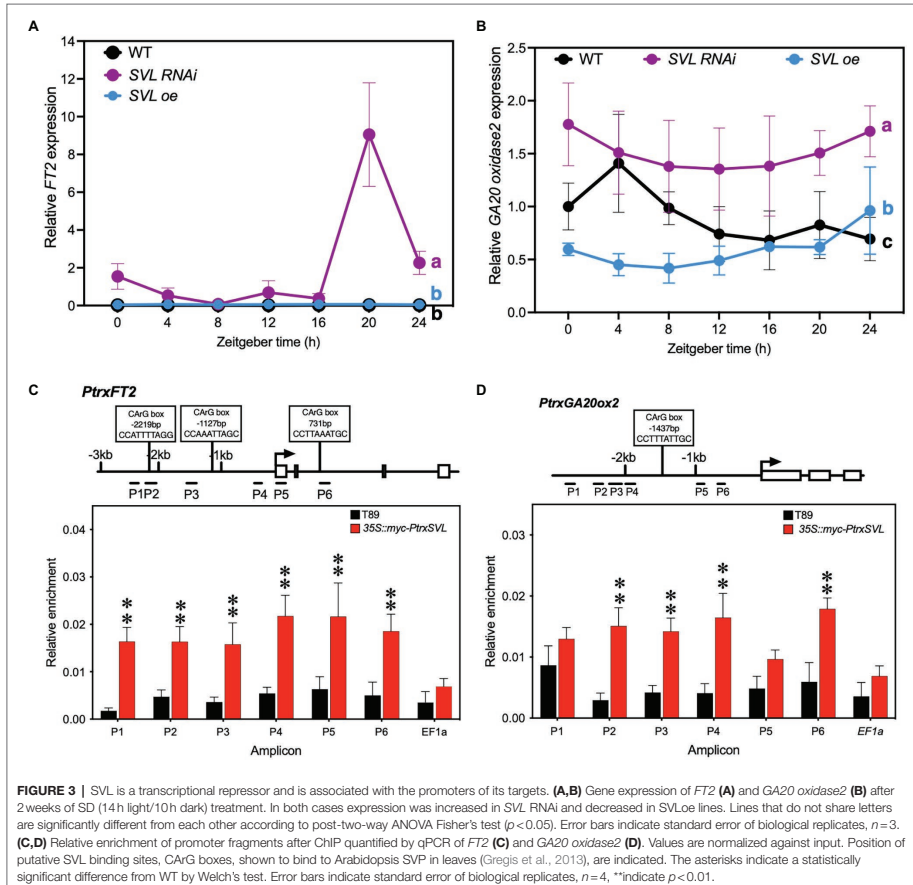 A
WT
SVL RNAi
SVL oe
Relative FT2 expression
14
12
10
8
6
4
2
0
a
b
b
0 4 8 12 16 20 24
Zeitgeber time (h)
B
WT SVL RNAi SVL oe
Relative GA20 oxidase2 expression
2.5
2.0
1.5
1.0
0.5
0.0
a
b
c
0 4 8 12 16 20 24
Zeitgeber time (h)
C
PtrxFT2
CArG box
-2219bp
CCATTTTAGG
CArG box
-1127bp
CCAAATTAGC
CArG box
731bp
CCTTAAATGC
-3kb -2kb -1kb
P1 P2 P3 P4 P5 P6
T89
35S::myc-PtrxSVL
Relative enrichment
0.04
0.03
0.02
0.01
0.00
** ** ** ** ** **
P1 P2 P3 P4 P5 P6 EF1a
Amplicon
D
PtrxGA20ox2
CArG box
-1437bp
CCTTTATTGC
-2kb -1kb
P1 P2 P3 P4 P5 P6
T89
35S::myc-PtrxSVL
Relative enrichment
0.03
0.02
0.01
0.00
** ** ** **
P1 P2 P3 P4 P5 P6 EF1a
Amplicon
FIGURE 3 | SVL is a transcriptional repressor and is associated with the promoters of its targets. (A,B) Gene expression of FT2 (A) and GA20 oxidase2 (B) after
2 weeks of SD (14 h light/10 h dark) treatment. In both cases expression was increased in SVL RNAi and decreased in SVLoe lines. Lines that do not share letters
are significantly different from each other according to post-two-way ANOVA Fisher's test (p < 0.05). Error bars indicate standard error of biological replicates, n = 3.
(C,D) Relative enrichment of promoter fragments after ChIP quantified by qPCR of FT2 (C) and GA20 oxidase2 (D). Values are normalized against input. Position of
putative SVL binding sites, CArG boxes, shown to bind to Arabidopsis SVP in leaves (Gregis et al., 2013), are indicated. The asterisks indicate a statistically
significant difference from WT by Welch's test. Error bars indicate standard error of biological replicates, n = 4, **indicate p < 0.01.